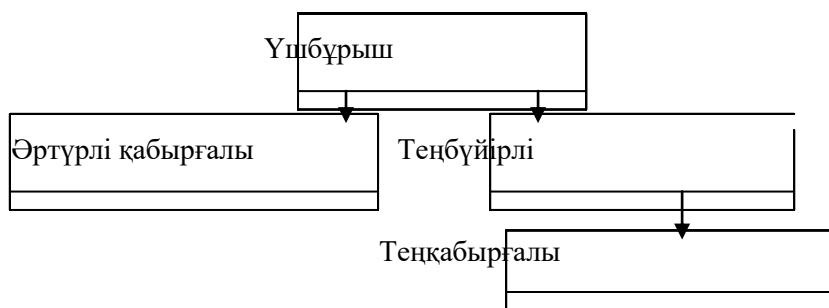 Үшбұрыш
Әртүрлі қабырғалы
Теңбүйірлі
Теңқабырғалы